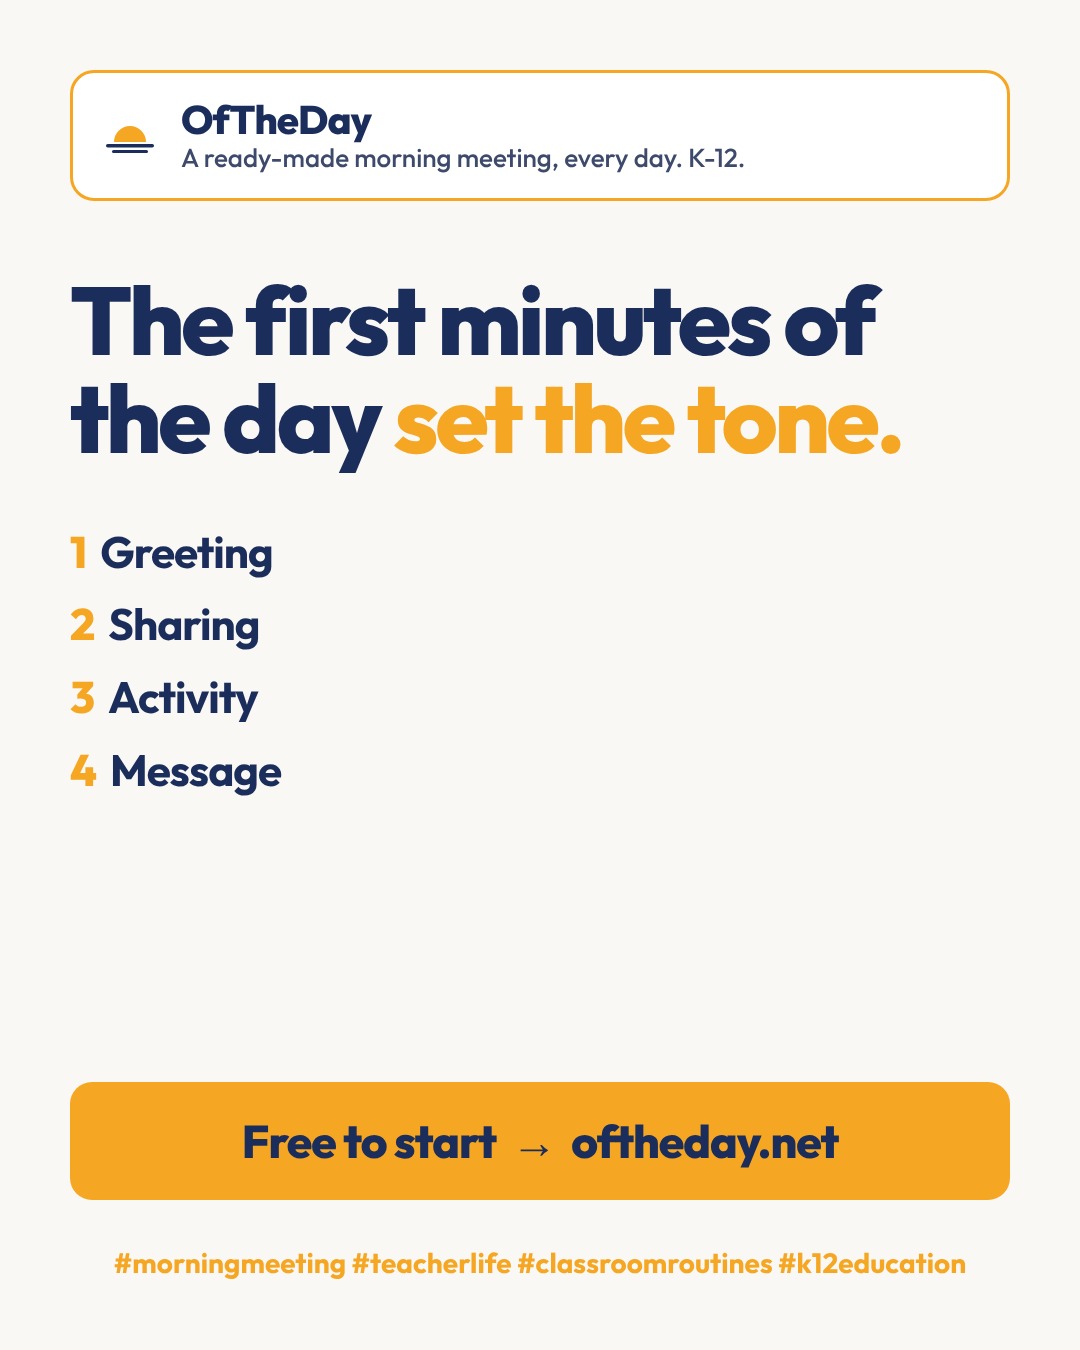 OfTheDay
A ready-made morning meeting, every day. K-12.
The first minutes of
the day set the tone.
1 Greeting
2 Sharing
3 Activity
4 Message
Free to start → oftheday.net
#morningmeeting #teacherlife #classroomroutines #k12education